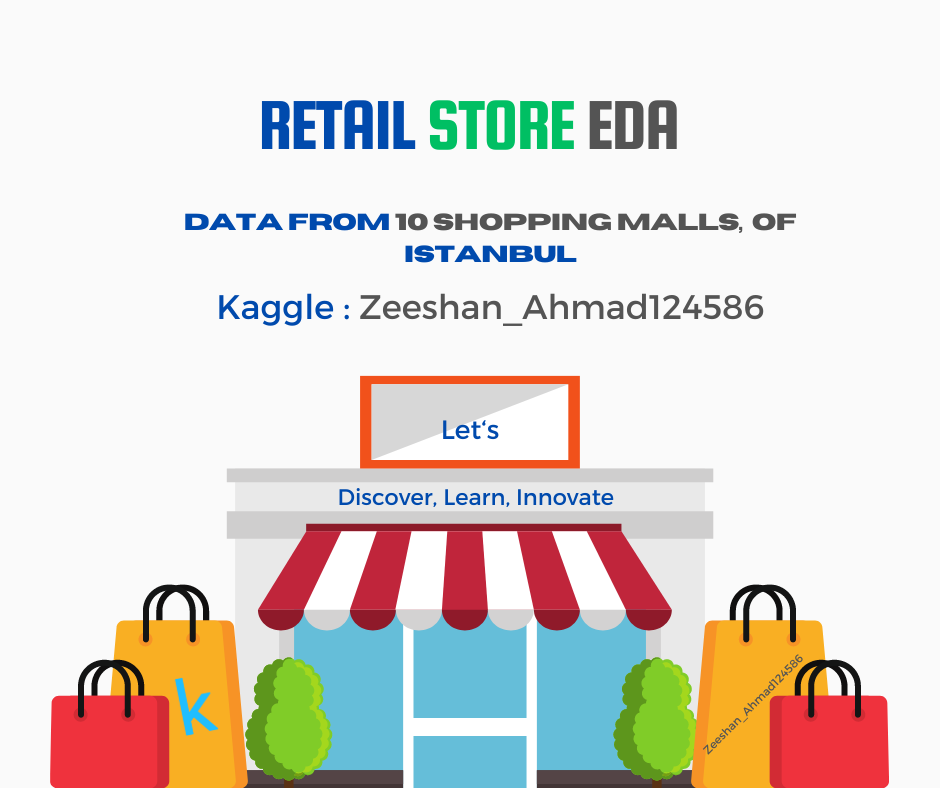 RETAIL STORE EDA
DATA FROM 10 SHOPPING MALLS, OF
ISTANBUL
Kaggle : Zeeshan_Ahmad124586
Let‘s
Discover, Learn, Innovate
k
Zeeshan_Ahmad124586